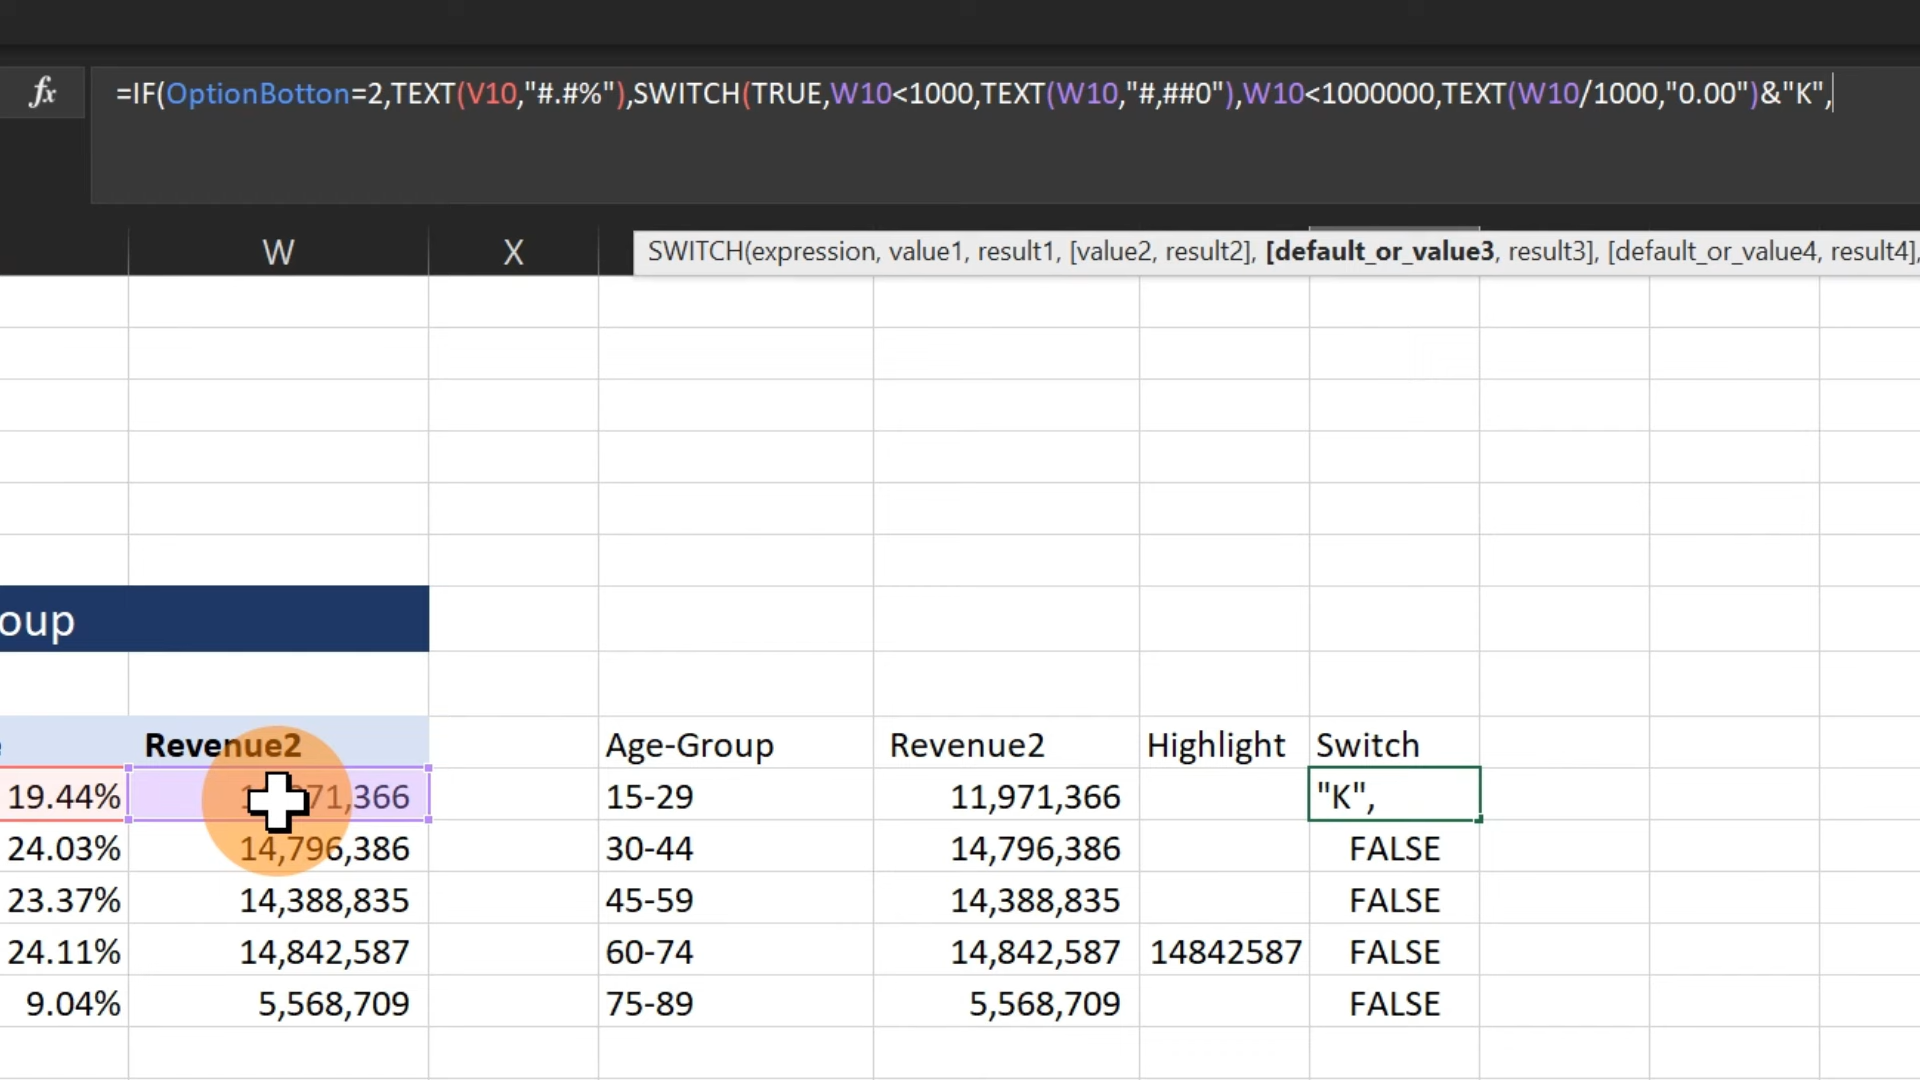 fx =IF(OptionBotton=2,TEXT(V10,"#.#%"),SWITCH(TRUE,W10<1000,TEXT(W10,"#,##0"),W10<1000000,TEXT(W10/1000,"0.00")&"K",
W X SWITCH(expression, value1, result1, [value2, result2], [default_or_value3, result3], [default_or_value4, result4],
oup
Revenue2 Age-Group Revenue2 Highlight Switch
19.44% 15-29 11,971,366 "K",
24.03% 14,796,386 30-44 14,796,386 FALSE
23.37% 14,388,835 45-59 14,388,835 FALSE
24.11% 14,842,587 60-74 14,842,587 14842587 FALSE
9.04% 5,568,709 75-89 5,568,709 FALSE